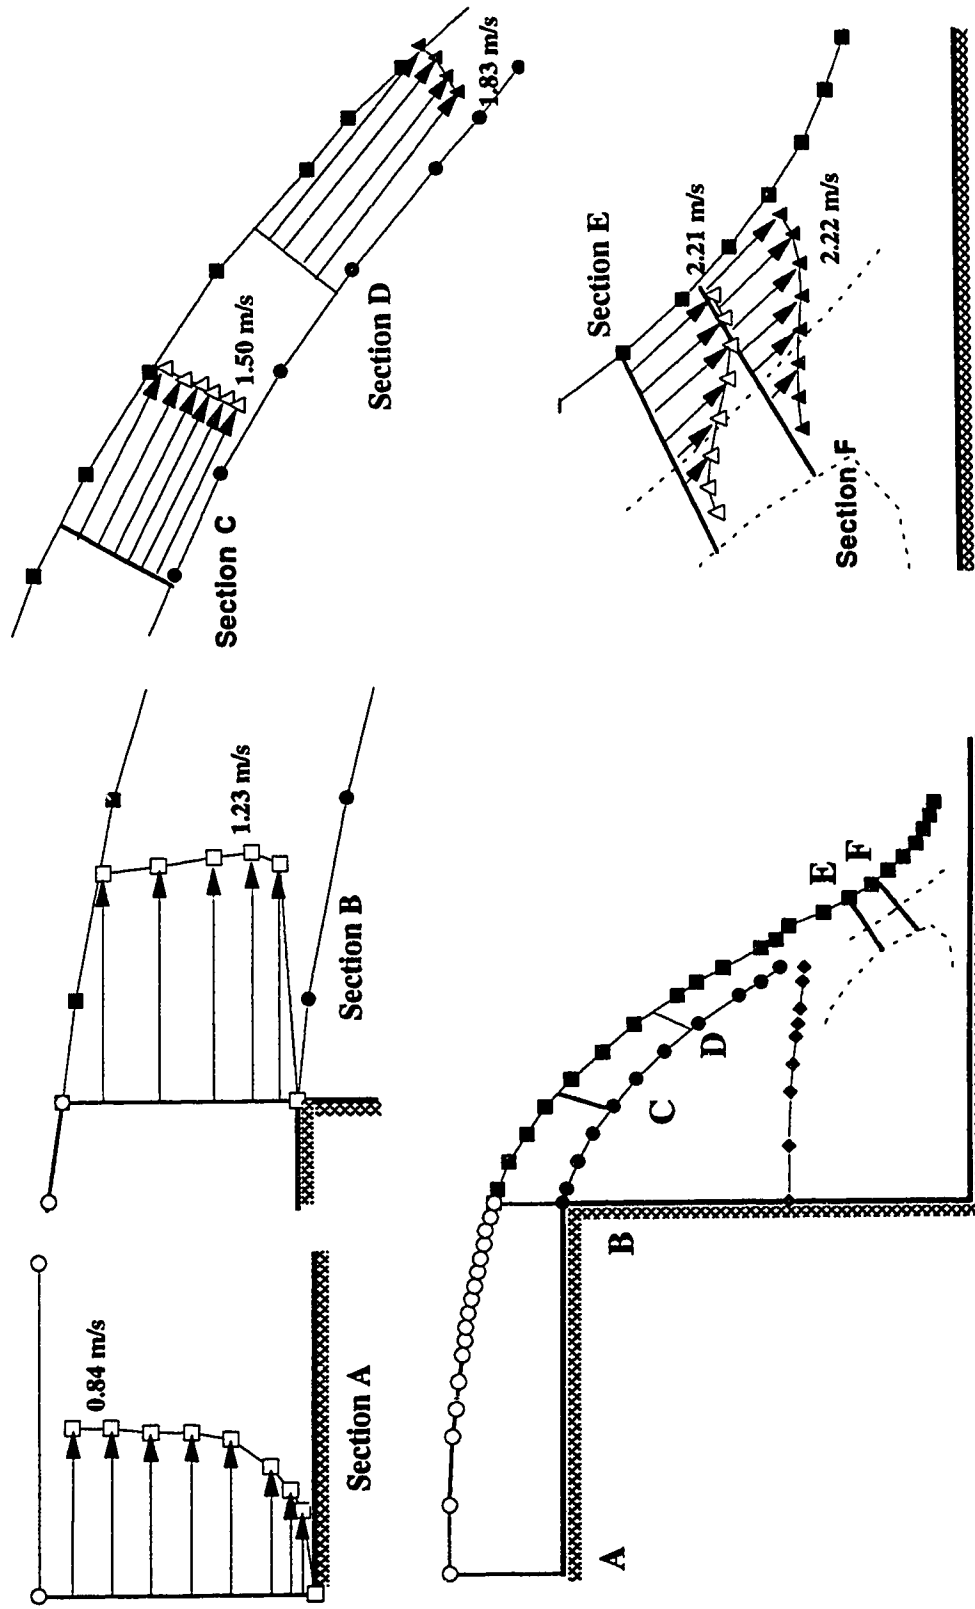 0.84 m/s
Section A
1.23 m/s
Section B
1.50 m/s
Section C
1.83 m/s
Section D
Section E
2.21 m/s
2.22 m/s
Section F
A
B
C
D
E
F